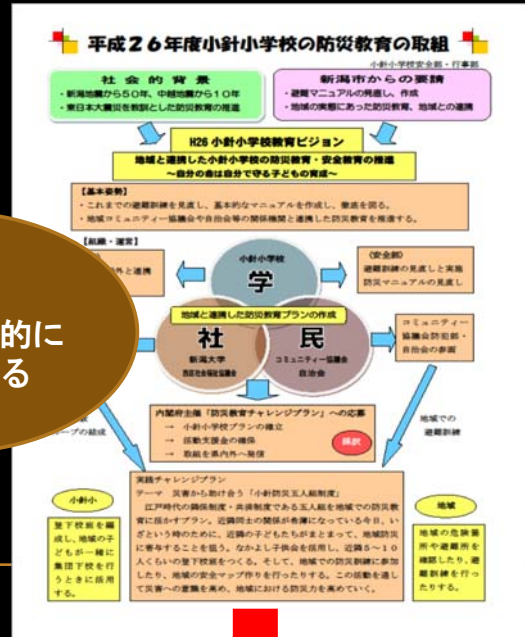 平成26年度小針小学校の防災教育の取組
小針小学校安全部・行事部
社会的背景
・新潟地震から50年、中越地震から10年
・東日本大震災を教訓とした防災教育の推進
新潟市からの要請
・避難マニュアルの見直し、作成
・地域の実態にあった防災教育、地域との連携
H26 小針小学校教育ビジョン
地域と連携した小針小学校の防災教育・安全教育の推進
～自分の命は自分で守る子どもの育成～
【基本姿勢】
・これまでの避難訓練を見直し、基本的なマニュアルを作成し、徹底を図る。
・地域コミュニティー協議会や自治会等の関係機関と連携した防災教育を推進する。
【組織・運営】
外と連携
小針小学校
学
《安全部》
避難訓練の見直しと実施
防災マニュアルの見直し
地域と連携した防災教育プランの作成
社
新潟大学
西区社会福祉協議会
民
コミュニティー協議会
自治会
コミュニティー
協議会防犯部・
自治会の参画
的に
る
内閣府主催「防災教育チャレンジプラン」への応募
→ 小針小学校プランの確立
→ 活動支援金の確保
→ 取組を県内外へ発信
採択
ープの結成
地域での
避難訓練
実践チャレンジプラン
テーマ 災害から助け合う「小針防災五人組制度」
江戸時代の隣保制度・共済制度である五人組を地域での防災教
育に活かすプラン。近隣同士の関係が希薄になっている今日、い
ざという時のために、近隣の子どもたちがまとまって、地域防災
に寄与することを狙う。なかよし子供会を活用し、近隣5～10
人くらいの登下校班をつくる。そして、地域での防災訓練に参加
したり、地域の安全マップ作りを行ったりする。この活動を通し
て災害への意識を高め、地域における防災力を高めていく。
小針小
登下校班を編
成し、地域の子
どもが一緒に
集団下校を行
うときに活用
する。
地域
地域の危険箇
所や避難所を
確認したり、避
難訓練を行っ
たりする。